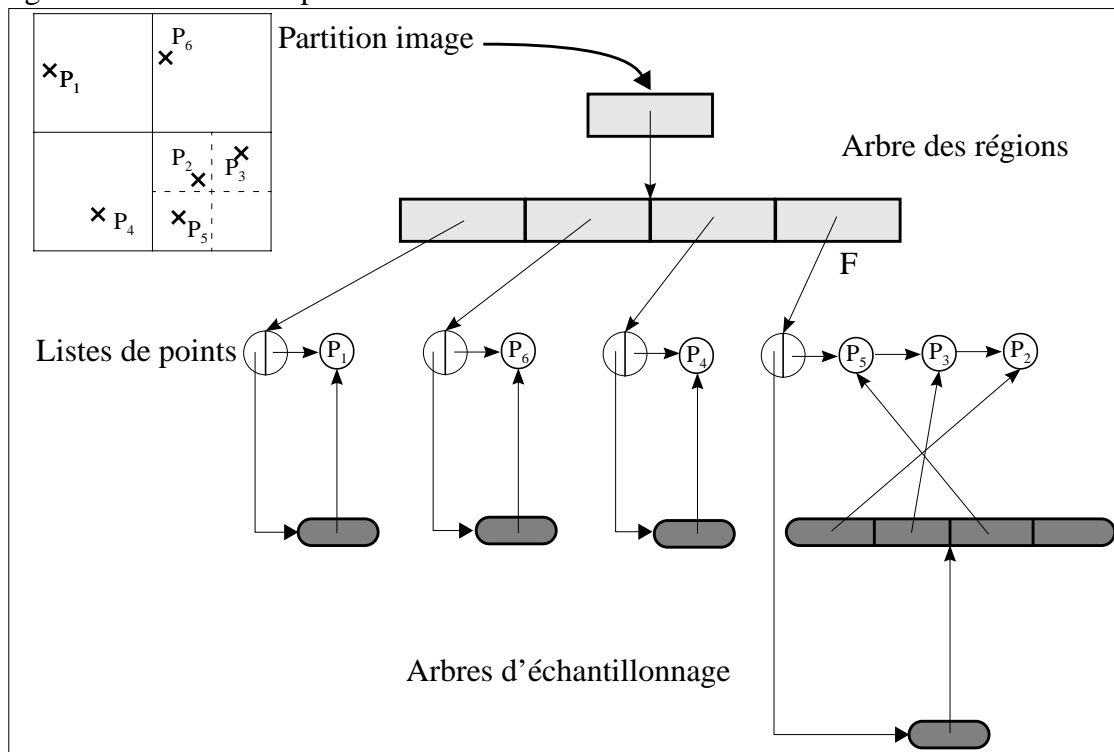 P6
Partition image
P1
Arbre des régions
P2
P3
P4
P5
F
Listes de points
P1
P6
P4
P5
P3
P2
Arbres d’échantillonnage